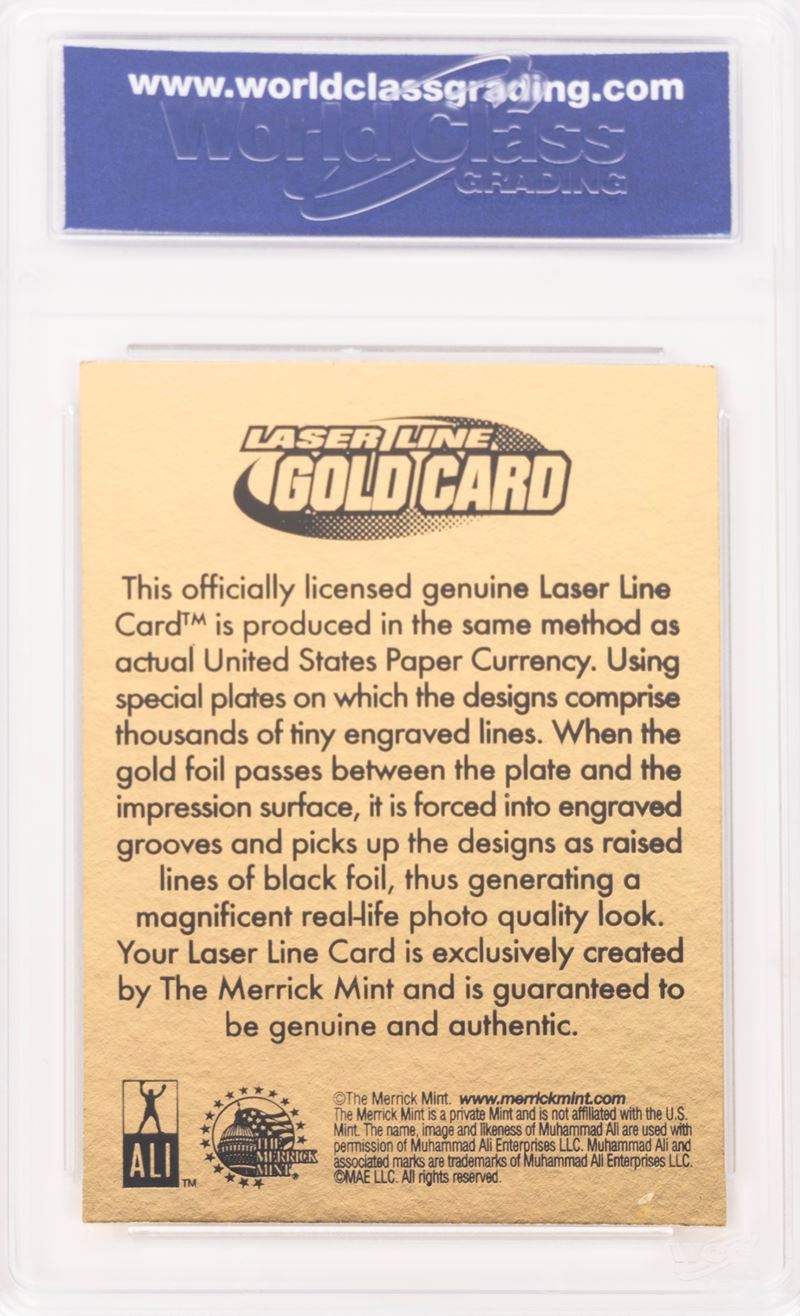 www.worldclassgrading.com
World Class
GRADING
LASER LINE
GOLD CARD
This officially licensed genuine Laser Line
Card™ is produced in the same method as
actual United States Paper Currency. Using
special plates on which the designs comprise
thousands of tiny engraved lines. When the
gold foil passes between the plate and the
impression surface, it is forced into engraved
grooves and picks up the designs as raised
lines of black foil, thus generating a
magnificent real-life photo quality look.
Your Laser Line Card is exclusively created
by The Merrick Mint and is guaranteed to
be genuine and authentic.
ALI ™
THE
MERRICK
MINT®
©The Merrick Mint. www.merrickmint.com
The Merrick Mint is a private Mint and is not affiliated with the U.S.
Mint. The name, image and likeness of Muhammad Ali are used with
permission of Muhammad Ali Enterprises LLC. Muhammad Ali and
associated marks are trademarks of Muhammad Ali Enterprises LLC.
©MAE LLC. All rights reserved.